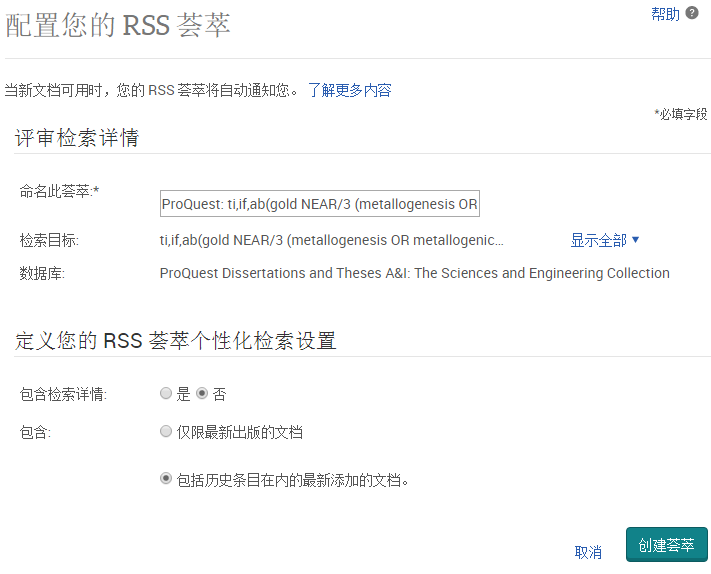 配置您的 RSS 荟萃
帮助 ?
当新文档可用时，您的 RSS 荟萃将自动通知您。 了解更多内容
*必填字段
评审检索详情
命名此荟萃:* ProQuest: ti,if,ab(gold NEAR/3 (metallogenesis OR
检索目标: ti,if,ab(gold NEAR/3 (metallogenesis OR metallogenic... 显示全部
数据库: ProQuest Dissertations and Theses A&I: The Sciences and Engineering Collection
定义您的 RSS 荟萃个性化检索设置
包含检索详情: 是 否
包含: 仅限最新出版的文档
包括历史条目在内的最新添加的文档。
取消 创建荟萃